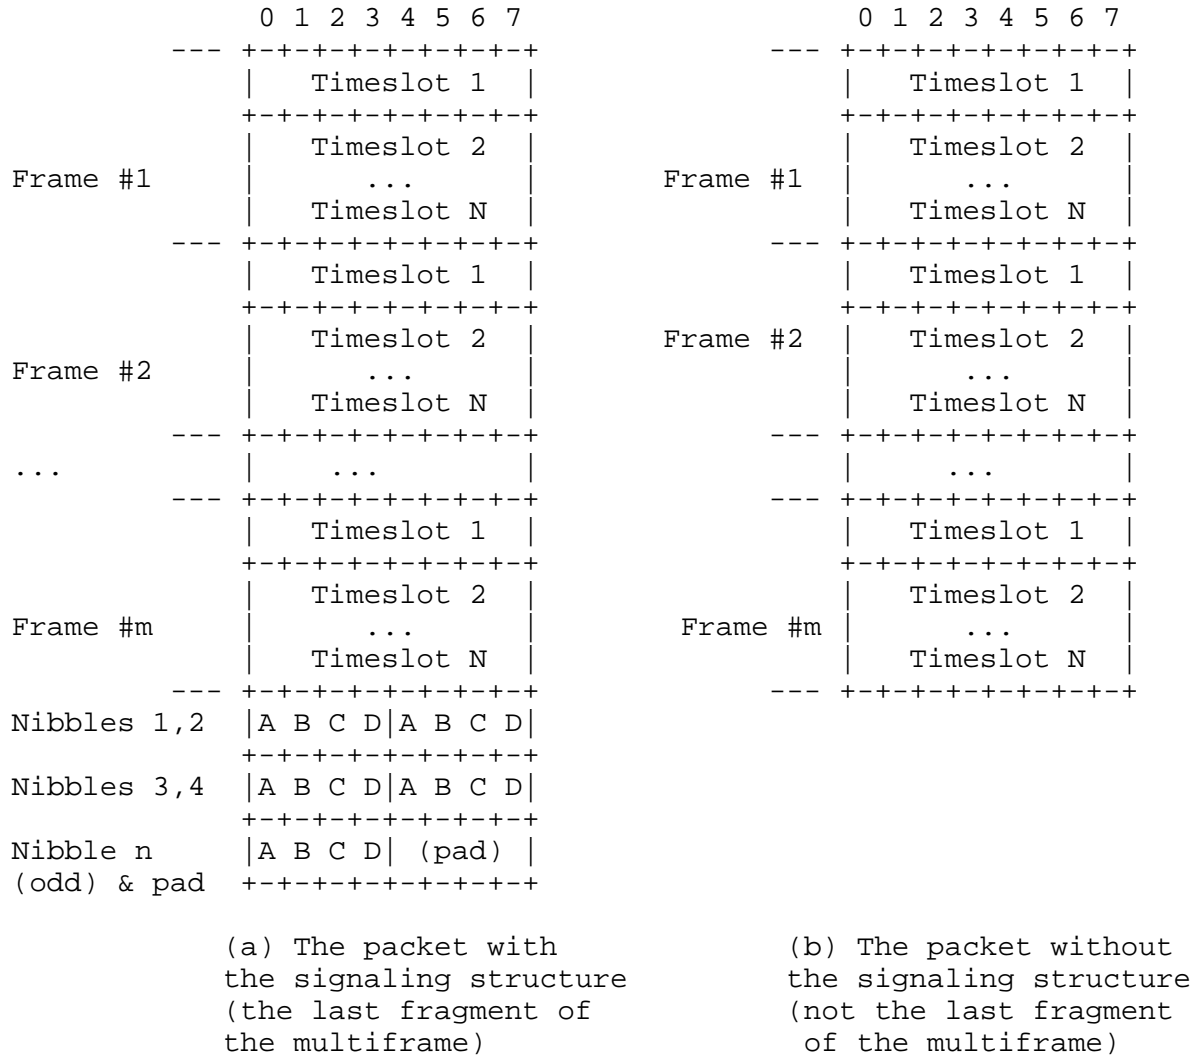 0 1 2 3 4 5 6 7                   0 1 2 3 4 5 6 7
         --- +-+-+-+-+-+-+-+-+             --- +-+-+-+-+-+-+-+-+
             |   Timeslot 1  |                 |   Timeslot 1  |
             +-+-+-+-+-+-+-+-+                 +-+-+-+-+-+-+-+-+
             |   Timeslot 2  |                 |   Timeslot 2  |
Frame #1     |      ...      |       Frame #1  |      ...      |
             |   Timeslot N  |                 |   Timeslot N  |
         --- +-+-+-+-+-+-+-+-+             --- +-+-+-+-+-+-+-+-+
             |   Timeslot 1  |                 |   Timeslot 1  |
             +-+-+-+-+-+-+-+-+                 +-+-+-+-+-+-+-+-+
             |   Timeslot 2  |       Frame #2  |   Timeslot 2  |
Frame #2     |      ...      |                 |      ...      |
             |   Timeslot N  |                 |   Timeslot N  |
         --- +-+-+-+-+-+-+-+-+             --- +-+-+-+-+-+-+-+-+
...          |    ...        |                 |     ...       |
         --- +-+-+-+-+-+-+-+-+             --- +-+-+-+-+-+-+-+-+
             |   Timeslot 1  |                 |   Timeslot 1  |
             +-+-+-+-+-+-+-+-+                 +-+-+-+-+-+-+-+-+
             |   Timeslot 2  |                 |   Timeslot 2  |
Frame #m     |      ...      |        Frame #m |      ...      |
             |   Timeslot N  |                 |   Timeslot N  |
         --- +-+-+-+-+-+-+-+-+             --- +-+-+-+-+-+-+-+-+
Nibbles 1,2  |A B C D|A B C D|
             +-+-+-+-+-+-+-+-+
Nibbles 3,4  |A B C D|A B C D|
             +-+-+-+-+-+-+-+-+
Nibble n     |A B C D| (pad) |
(odd) & pad  +-+-+-+-+-+-+-+-+

            (a) The packet with             (b) The packet without
            the signaling structure         the signaling structure
            (the last fragment of           (not the last fragment
            the multiframe)                  of the multiframe)